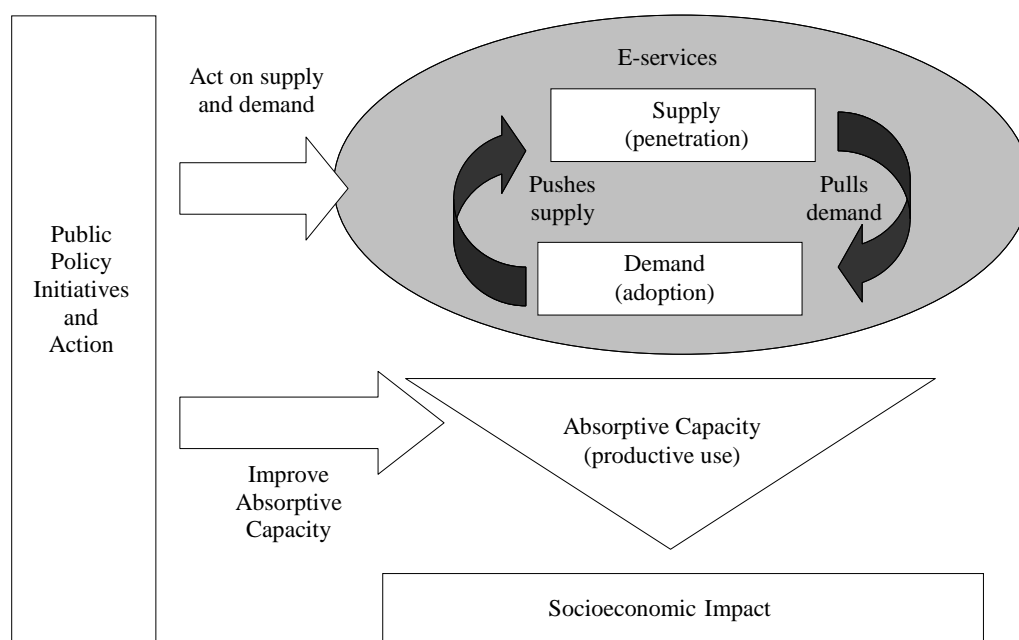 Public
Policy
Initiatives
and
Action
Act on supply
and demand
E-services
Supply
(penetration)
Pushes
supply
Pulls
demand
Demand
(adoption)
Improve
Absorptive
Capacity
Absorptive Capacity
(productive use)
Socioeconomic Impact